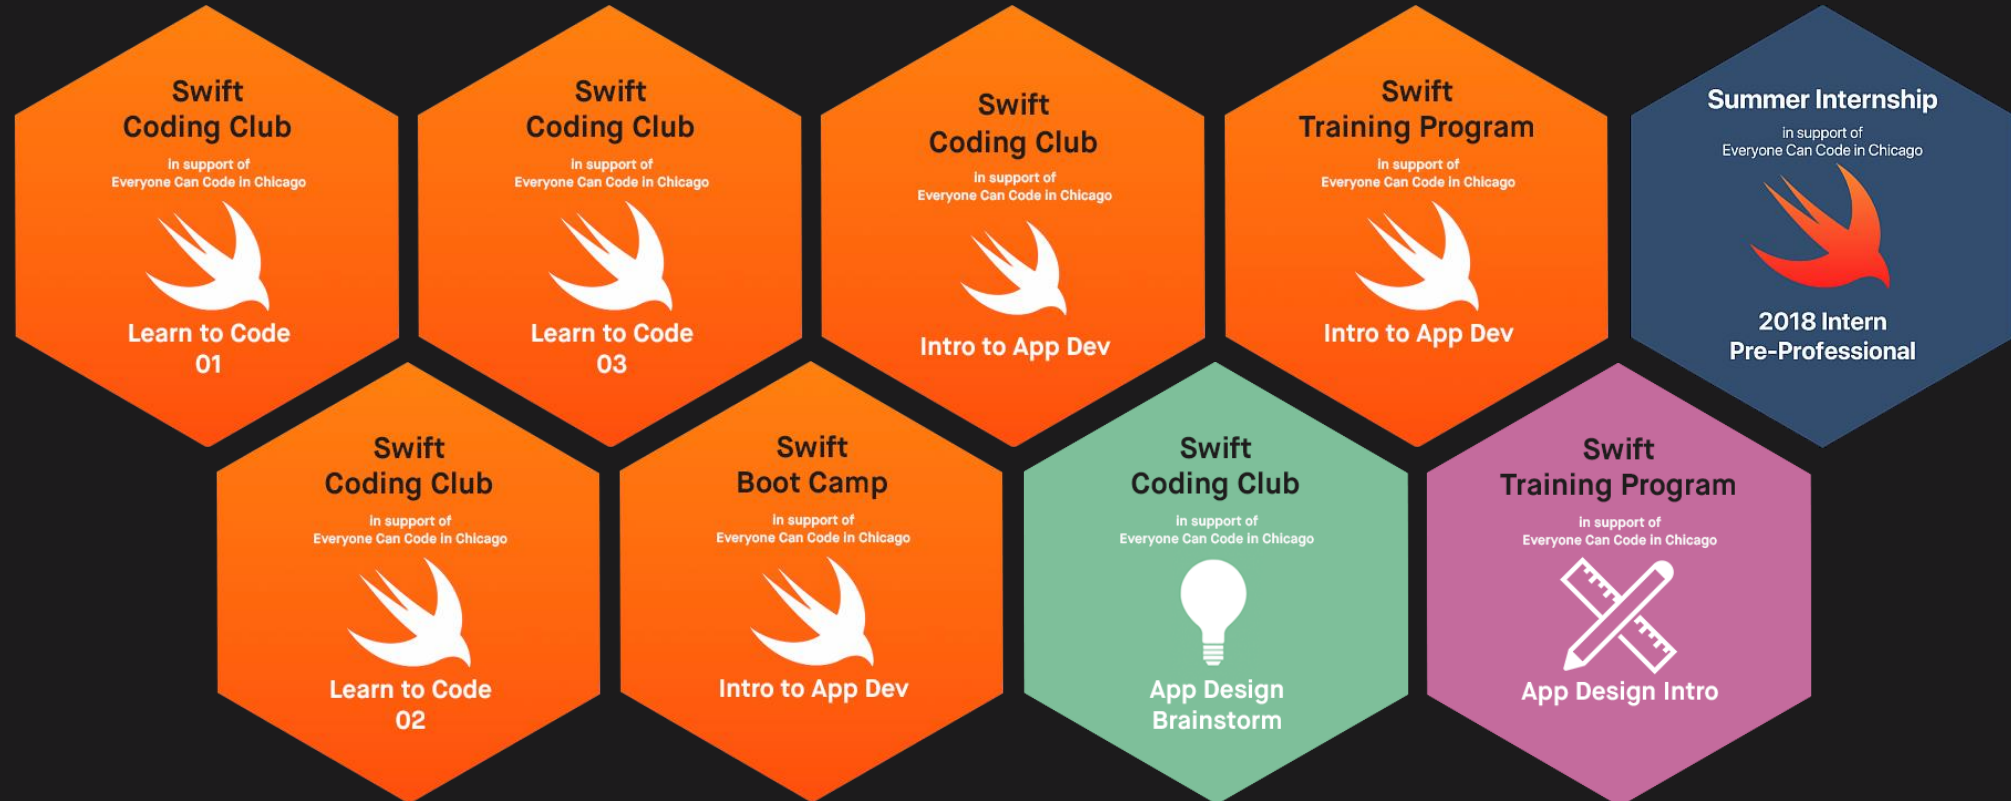 Swift
Coding Club
in support of
Everyone Can Code in Chicago
Learn to Code
01
Swift
Coding Club
in support of
Everyone Can Code in Chicago
Learn to Code
03
Swift
Coding Club
in support of
Everyone Can Code in Chicago
Intro to App Dev
Swift
Training Program
in support of
Everyone Can Code in Chicago
Intro to App Dev
Summer Internship
in support of
Everyone Can Code in Chicago
2018 Intern
Pre-Professional
Swift
Coding Club
in support of
Everyone Can Code in Chicago
Learn to Code
02
Swift
Boot Camp
in support of
Everyone Can Code in Chicago
Intro to App Dev
Swift
Coding Club
in support of
Everyone Can Code in Chicago
App Design
Brainstorm
Swift
Training Program
in support of
Everyone Can Code in Chicago
App Design Intro